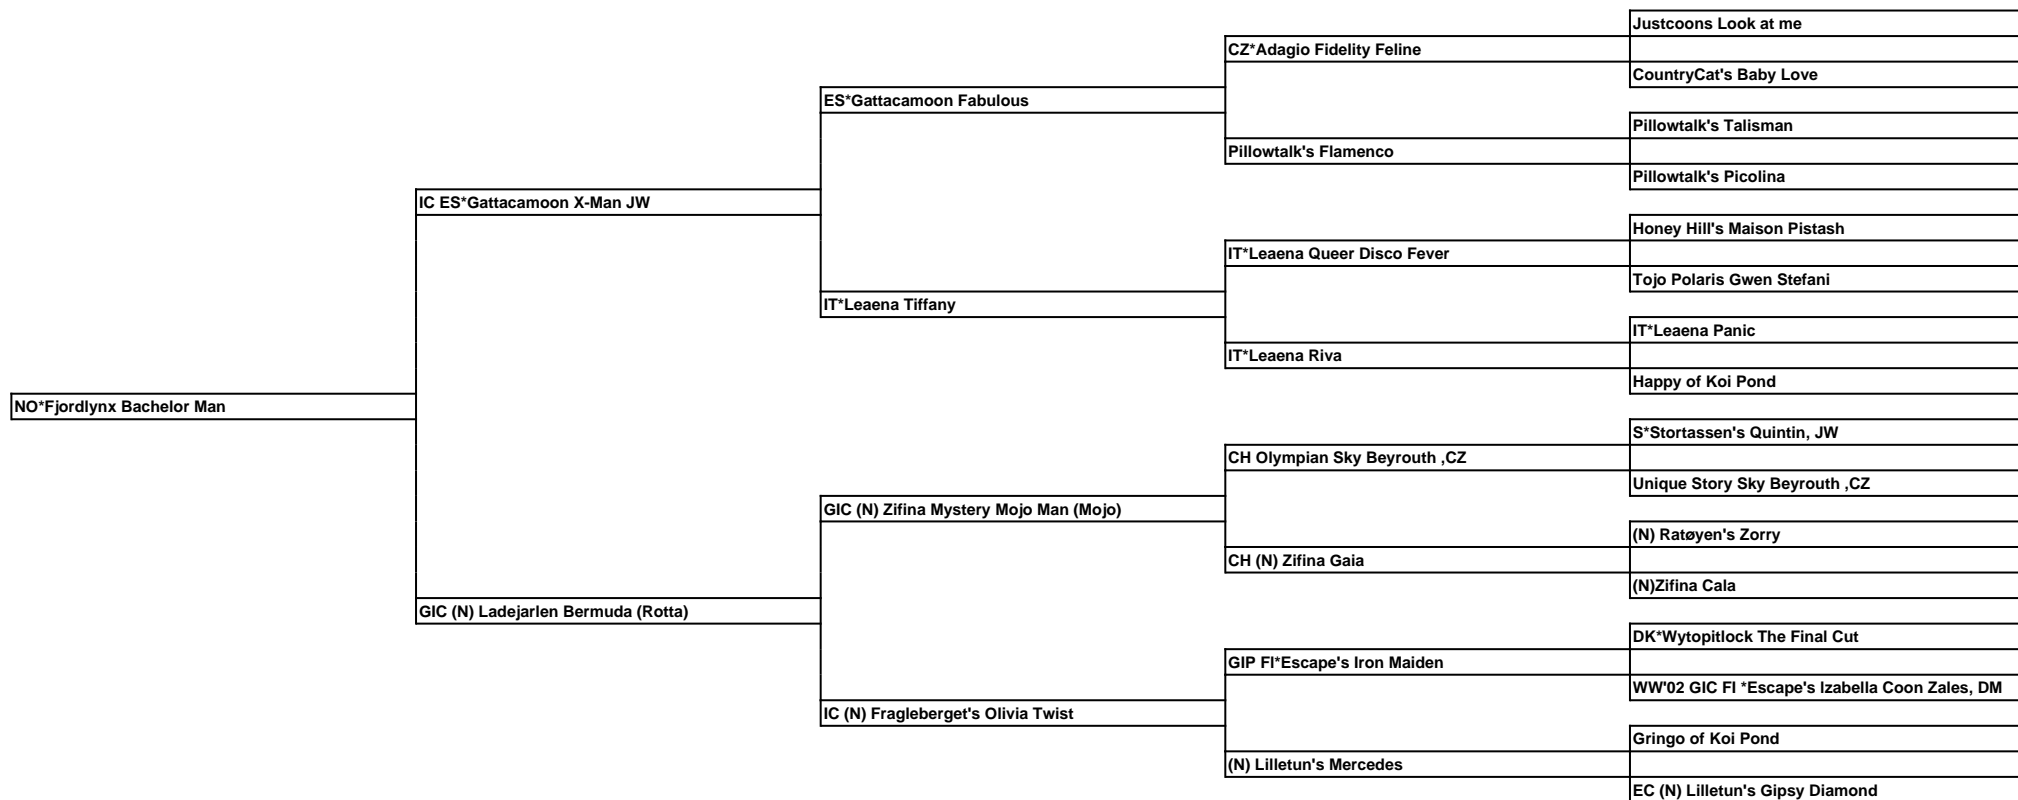 Justcoons Look at me
CZ*Adagio Fidelity Feline
CountryCat's Baby Love
ES*Gattacamoon Fabulous
Pillowtalk's Talisman
Pillowtalk's Flamenco
Pillowtalk's Picolina
IC ES*Gattacamoon X-Man JW
Honey Hill's Maison Pistash
IT*Leaena Queer Disco Fever
Tojo Polaris Gwen Stefani
IT*Leaena Tiffany
IT*Leaena Panic
IT*Leaena Riva
Happy of Koi Pond
NO*Fjordlynx Bachelor Man
S*Stortassen's Quintin, JW
CH Olympian Sky Beyrouth ,CZ
Unique Story Sky Beyrouth ,CZ
GIC (N) Zifina Mystery Mojo Man (Mojo)
(N) Ratøyen's Zorry
CH (N) Zifina Gaia
(N)Zifina Cala
GIC (N) Ladejarlen Bermuda (Rotta)
DK*Wytopitlock The Final Cut
GIP FI*Escape's Iron Maiden
WW'02 GIC FI *Escape's Izabella Coon Zales, DM
IC (N) Fragleberget's Olivia Twist
Gringo of Koi Pond
(N) Lilletun's Mercedes
EC (N) Lilletun's Gipsy Diamond